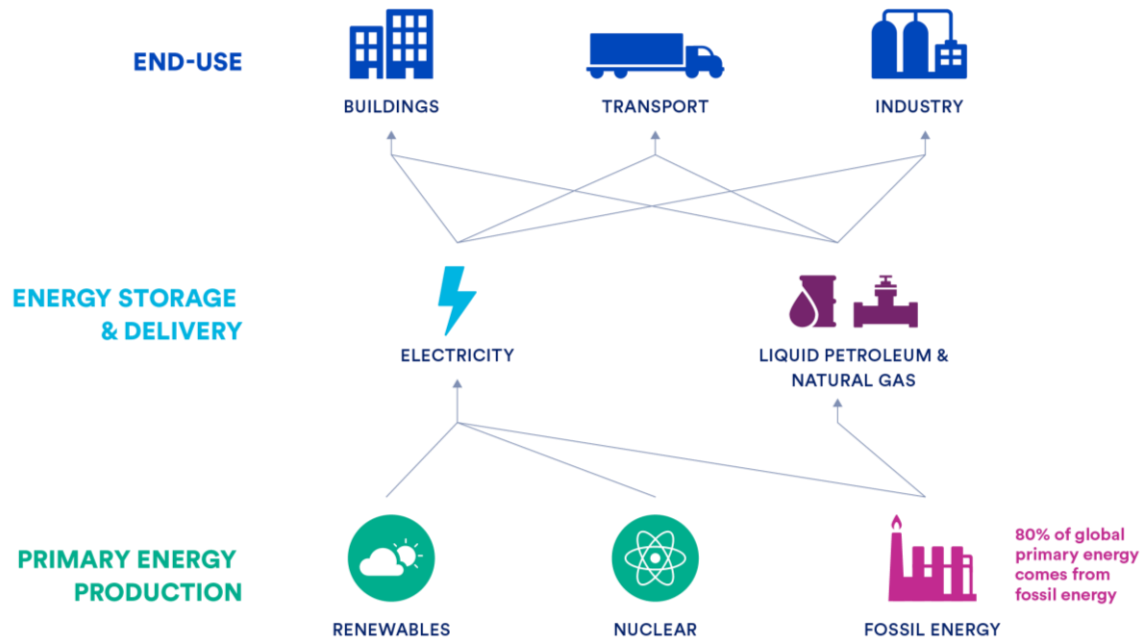 END-USE
BUILDINGS
TRANSPORT
INDUSTRY
ENERGY STORAGE
& DELIVERY
ELECTRICITY
LIQUID PETROLEUM &
NATURAL GAS
PRIMARY ENERGY
PRODUCTION
RENEWABLES
NUCLEAR
FOSSIL ENERGY
80% of global
primary energy
comes from
fossil energy